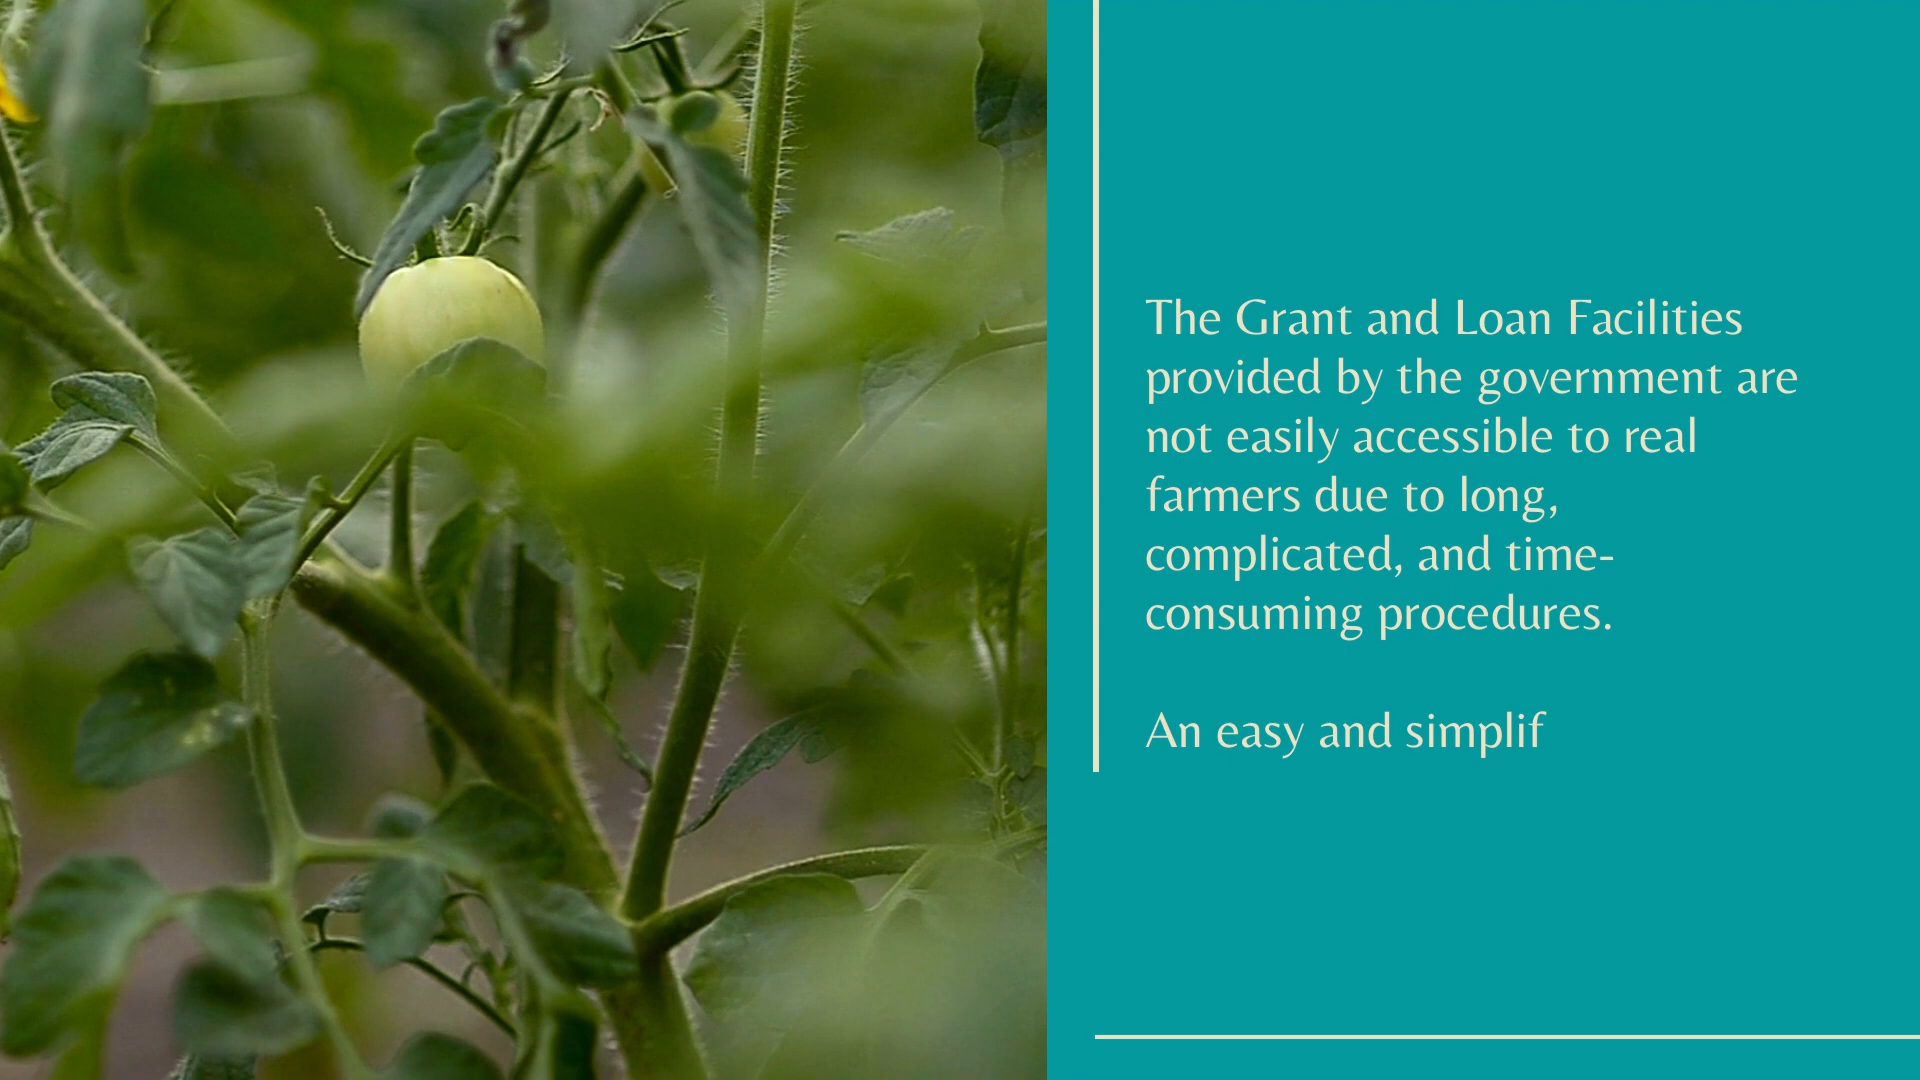 The Grant and Loan Facilities
provided by the government are
not easily accessible to real
farmers due to long,
complicated, and time-
consuming procedures.
An easy and simplif